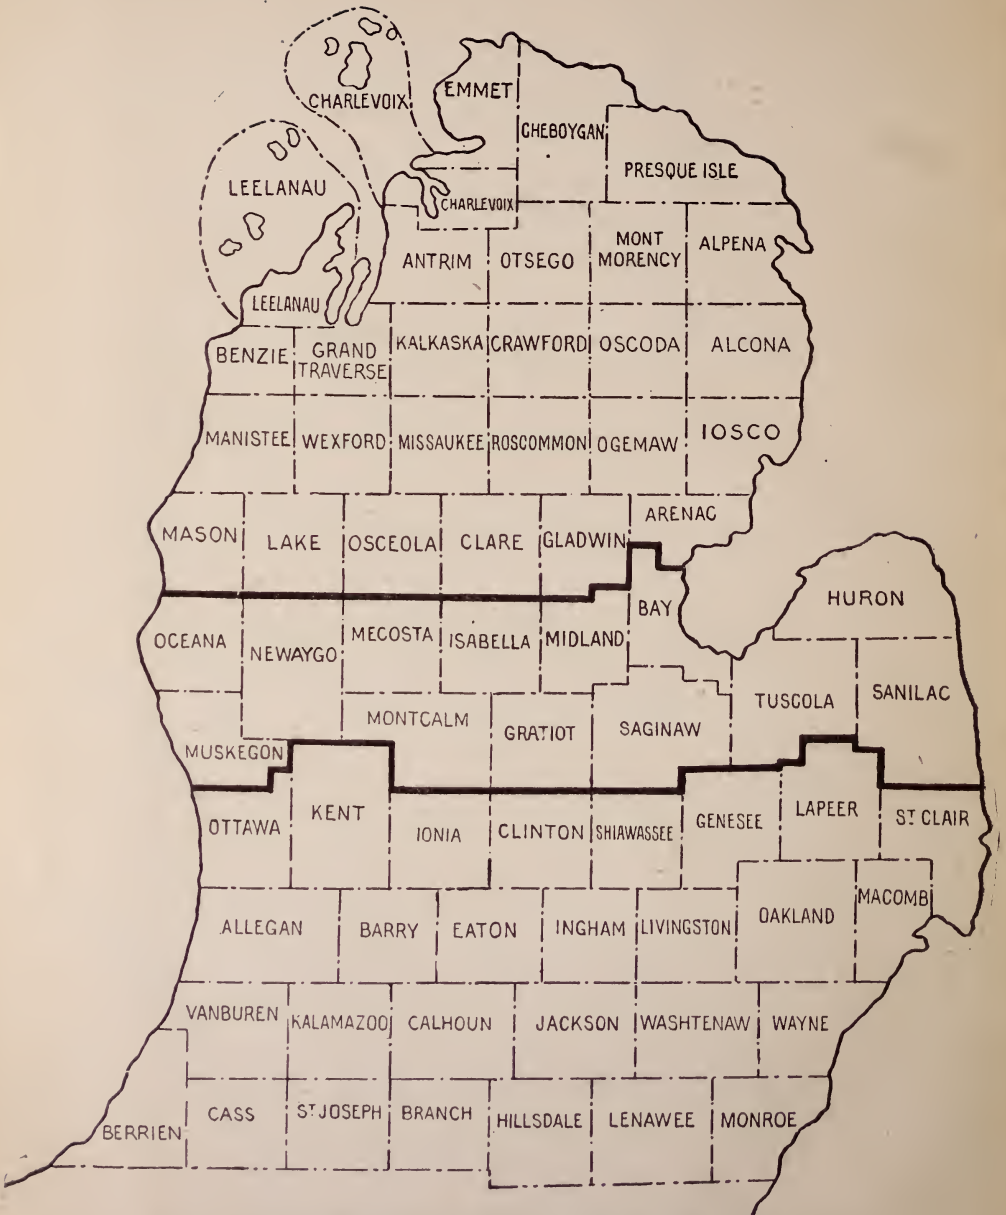 EMMET
CHARLEVOIX
CHEBOYGAN
PRESQUE ISLE
LEELANAU
CHARLEVOIX
ANTRIM
OTSEGO
MONT
MORENCY
ALPENA
LEELANAU
BENZIE
GRAND
TRAVERSE
KALKASKA
CRAWFORD
OSCODA
ALCONA
MANISTEE
WEXFORD
MISSAUKEE
ROSCOMMON
OGEMAW
IOSCO
MASON
LAKE
OSCEOLA
CLARE
GLADWIN
ARENAC
HURON
OCEANA
NEWAYGO
MECOSTA
ISABELLA
MIDLAND
BAY
TUSCOLA
SANILAC
MONTCALM
GRATIOT
SAGINAW
MUSKEGON
OTTAWA
KENT
IONIA
CLINTON
SHIAWASSEE
GENESEE
LAPEER
ST CLAIR
ALLEGAN
BARRY
EATON
INGHAM
LIVINGSTON
OAKLAND
MACOMB
VANBUREN
KALAMAZOO
CALHOUN
JACKSON
WASHTENAW
WAYNE
BERRIEN
CASS
ST JOSEPH
BRANCH
HILLSDALE
LENAWEE
MONROE